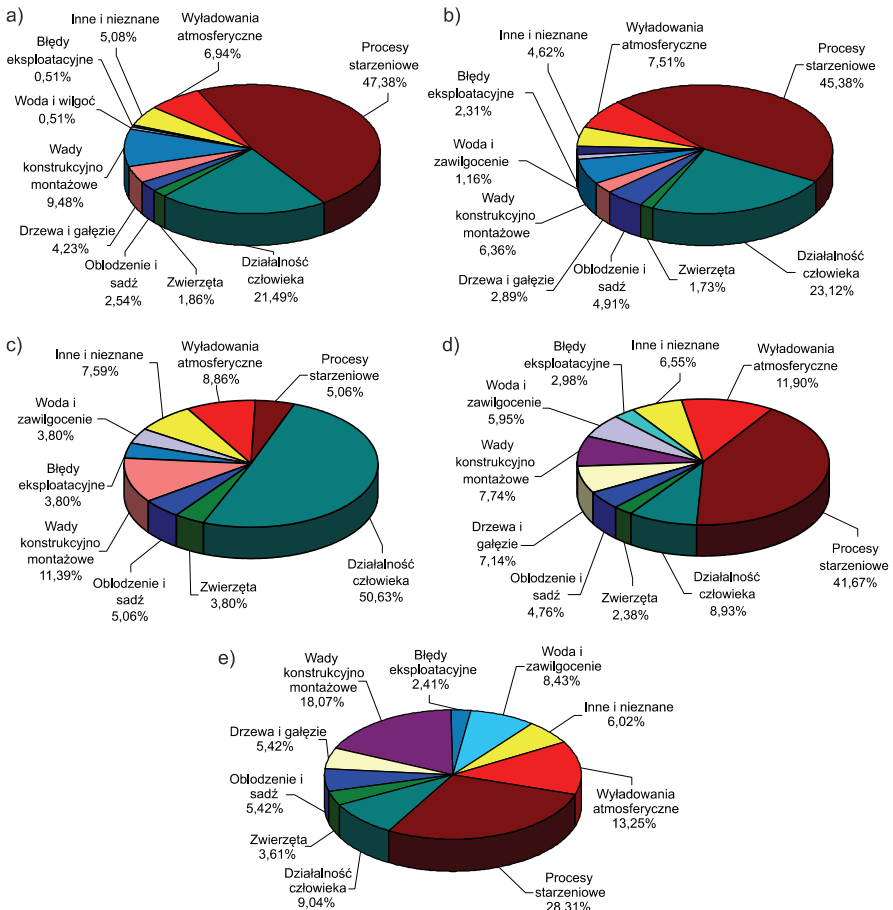 a)
Inne i nieznane
5,08%
Wyładowania
atmosferyczne
6,94%
Procesy
starzeniowe
47,38%
Błędy
eksploatacyjne
0,51%
Woda i wilgoć
0,51%
Wady
konstrukcyjno
montażowe
9,48%
Drzewa i gałęzie
4,23%
Oblodzenie i
sadź
2,54%
Zwierzęta
1,86%
Działalność
człowieka
21,49%
b)
Inne i nieznane
4,62%
Wyładowania
atmosferyczne
7,51%
Procesy
starzeniowe
45,38%
Błędy
eksploatacyjne
2,31%
Woda i
zawilgocenie
1,16%
Wady
konstrukcyjno
montażowe
6,36%
Drzewa i gałęzie
2,89%
Oblodzenie i
sadź
4,91%
Zwierzęta
1,73%
Działalność
człowieka
23,12%
c)
Inne i nieznane
7,59%
Wyładowania
atmosferyczne
8,86%
Procesy
starzeniowe
5,06%
Woda i
zawilgocenie
3,80%
Błędy
eksploatacyjne
3,80%
Wady
konstrukcyjno
montażowe
11,39%
Oblodzenie i
sadź
5,06%
Zwierzęta
3,80%
Działalność
człowieka
50,63%
d)
Błędy
eksploatacyjne
2,98%
Inne i nieznane
6,55%
Wyładowania
atmosferyczne
11,90%
Woda i
zawilgocenie
5,95%
Wady
konstrukcyjno
montażowe
7,74%
Drzewa i
gałęzie
7,14%
Oblodzenie i
sadź
4,76%
Zwierzęta
2,38%
Działalność
człowieka
8,93%
Procesy
starzeniowe
41,67%
e)
Wady
konstrukcyjno
montażowe
18,07%
Błędy
eksploatacyjne
2,41%
Woda i
zawilgocenie
8,43%
Inne i nieznane
6,02%
Drzewa i gałęzie
5,42%
Oblodzenie i
sadź
5,42%
Zwierzęta
3,61%
Działalność
człowieka
9,04%
Wyładowania
atmosferyczne
13,25%
Procesy
starzeniowe
28,31%